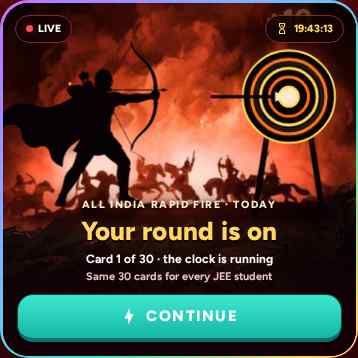 LIVE
19:43:13
ALL INDIA RAPID FIRE · TODAY
Your round is on
Card 1 of 30 · the clock is running
Same 30 cards for every JEE student
CONTINUE